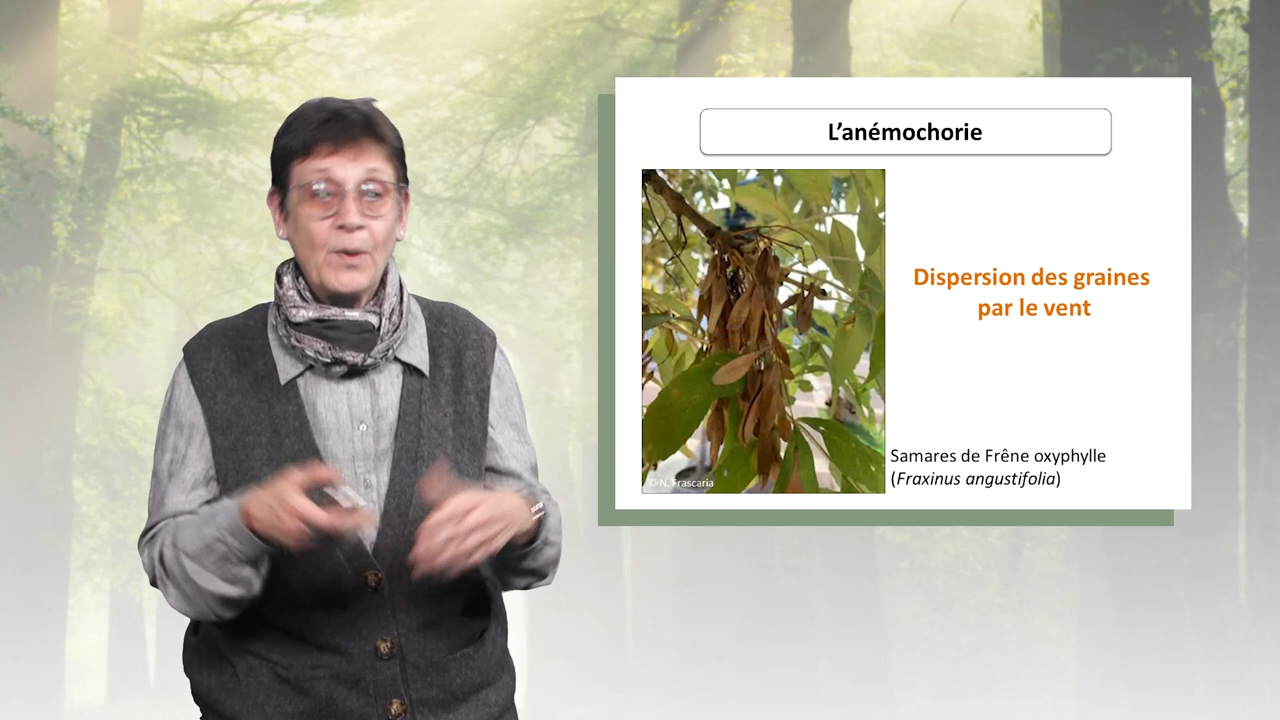 L’anémochorie
Dispersion des graines
par le vent
Samares de Frêne oxyphylle
(Fraxinus angustifolia)
© N. Frascaria